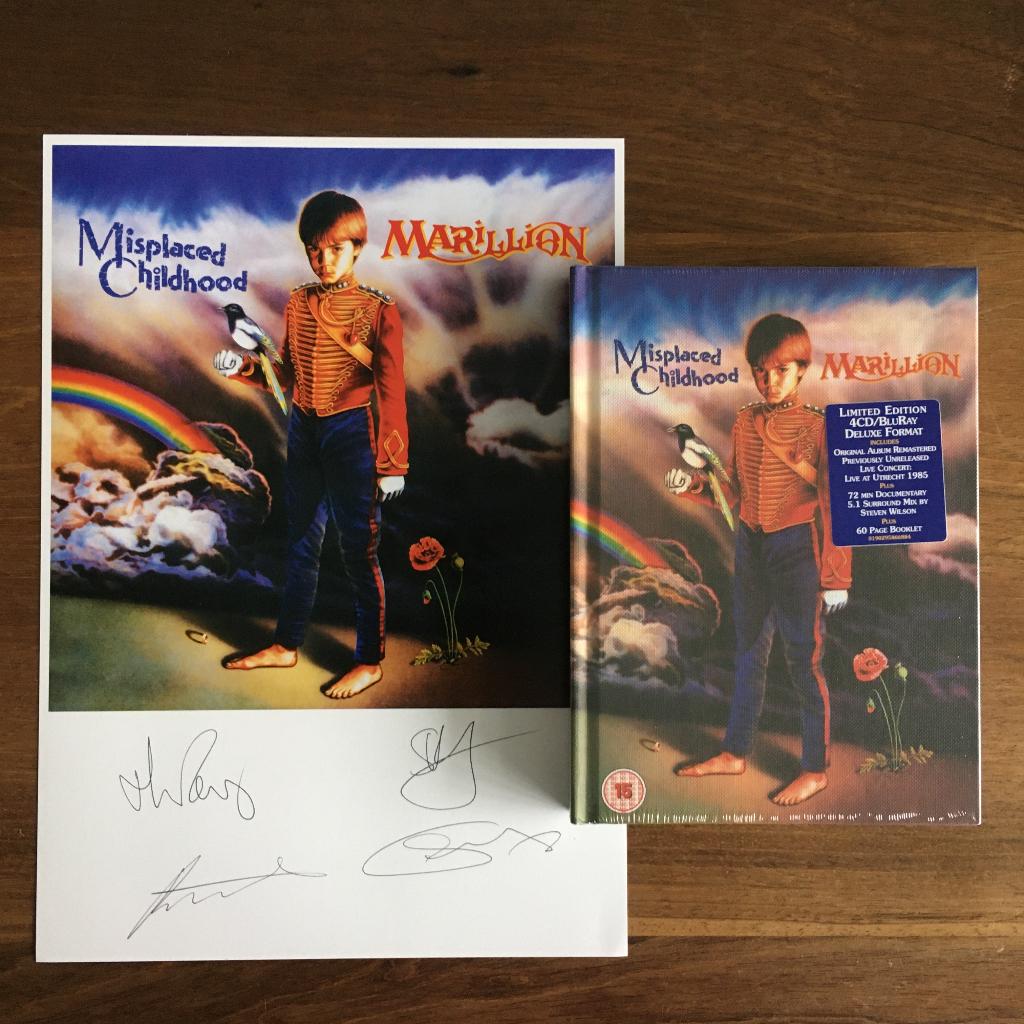 Misplaced
Childhood
Marillion
Misplaced
Childhood
Marillion
Limited Edition
4CD/BluRay
Deluxe Format
Includes
Original Album Remastered
Previously Unreleased
Live Concert:
Live at Utrecht 1985
Plus
72 Min Documentary
5.1 Surround Mix by
Steven Wilson
Plus
60 Page Booklet
0190295866884
15